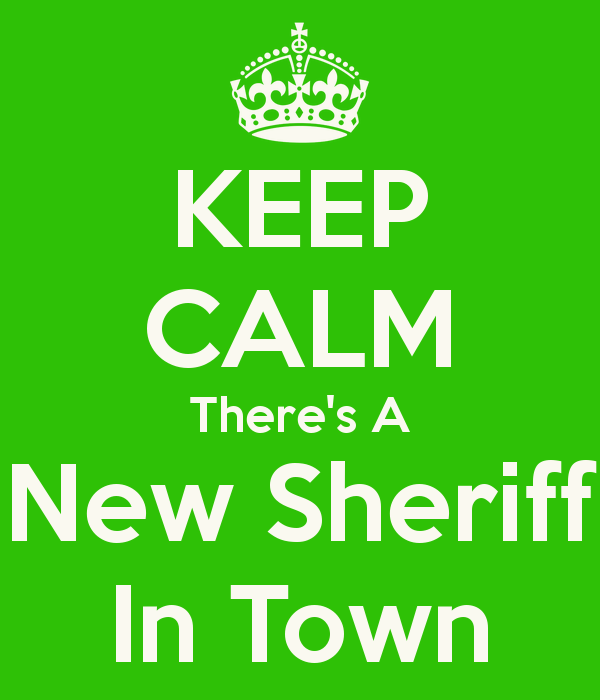 KEEP
CALM
There's A
New Sheriff
In Town